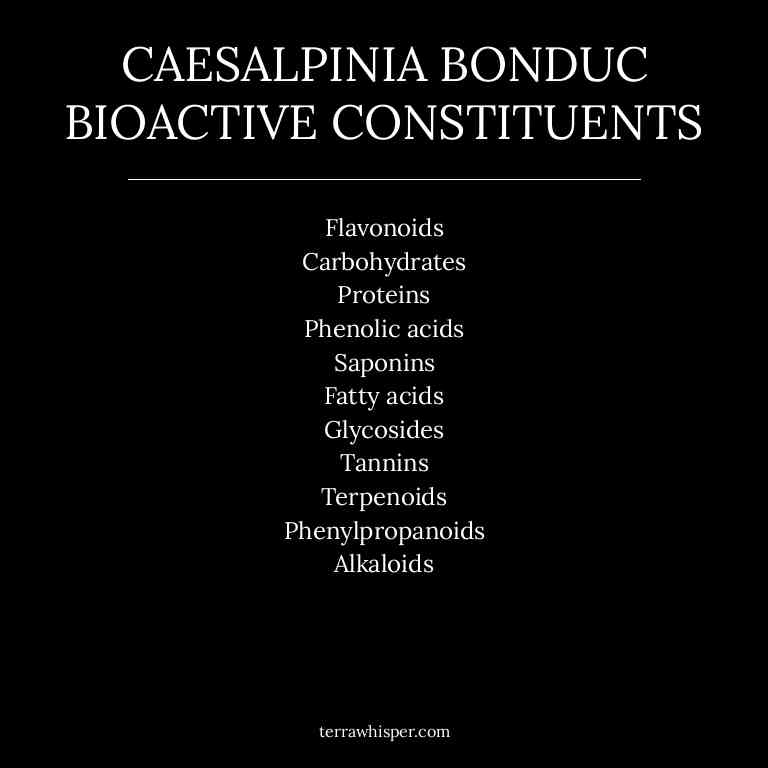 CAESALPINIA BONDUC
BIOACTIVE CONSTITUENTS
Flavonoids
Carbohydrates
Proteins
Phenolic acids
Saponins
Fatty acids
Glycosides
Tannins
Terpenoids
Phenylpropanoids
Alkaloids
terrawhisper.com